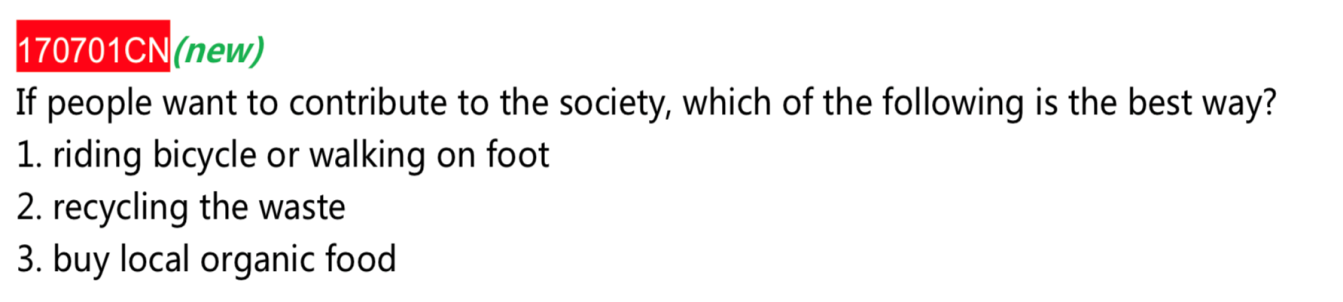 170701CN(new)
If people want to contribute to the society, which of the following is the best way?
1. riding bicycle or walking on foot
2. recycling the waste
3. buy local organic food